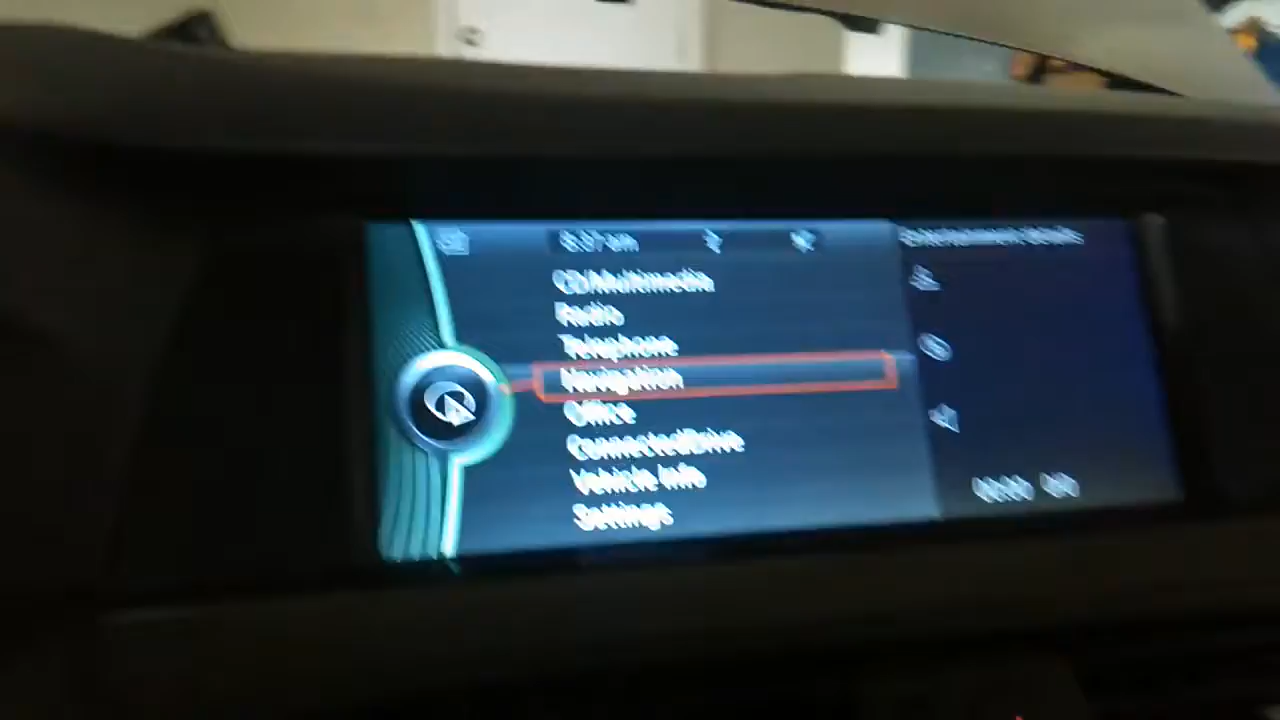 CD/Multimedia
Radio
Telephone
Navigation
Office
ConnectedDrive
Vehicle Info
Settings